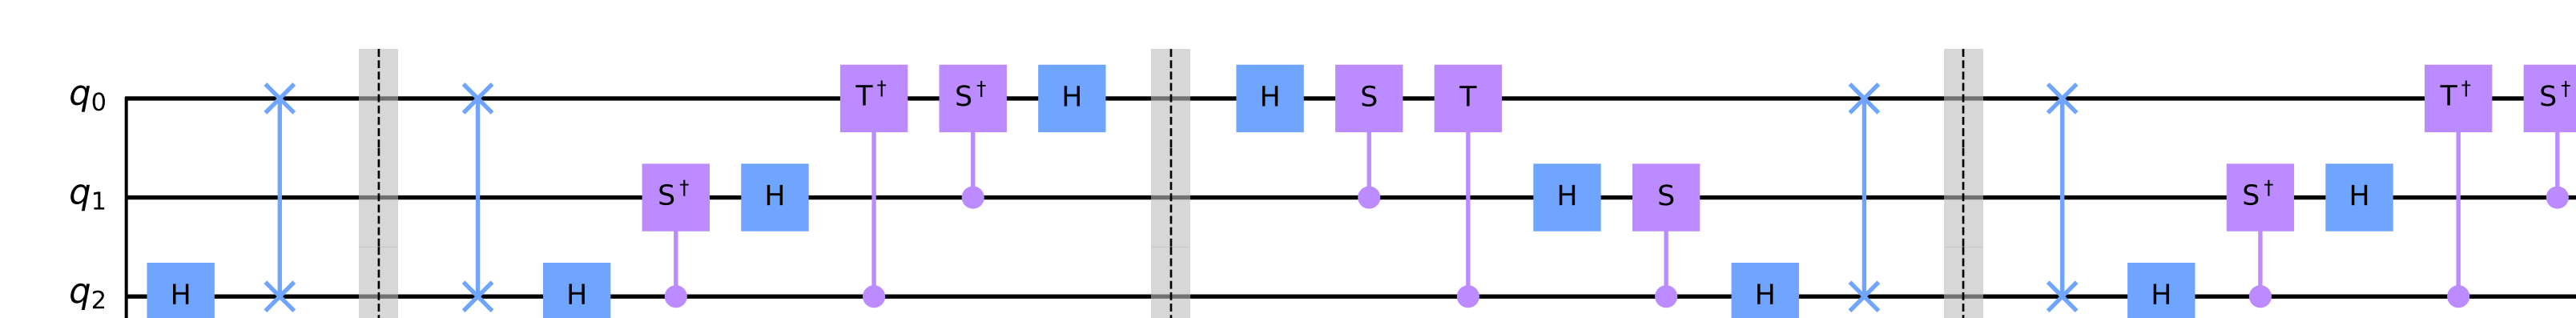 q0 T† S† H H S T T† S†
q1 S† H H S S† H
q2 H H H H